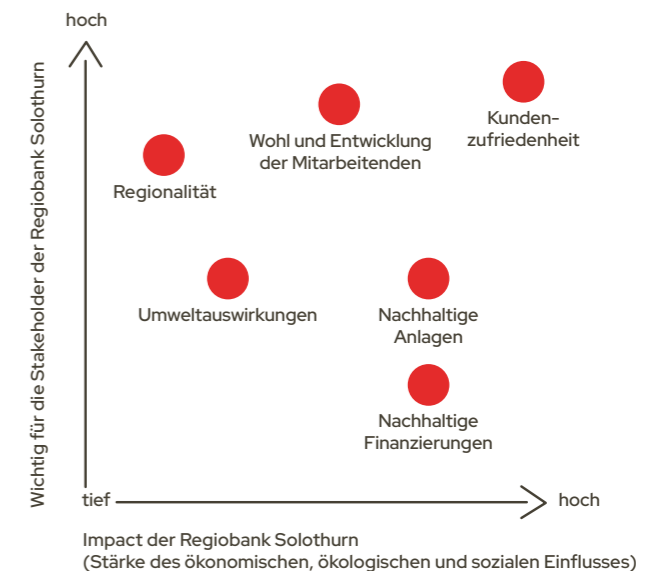 hoch
Wichtig für die Stakeholder der Regiobank Solothurn
Kunden-
zufriedenheit
Wohl und Entwicklung
der Mitarbeitenden
Regionalität
Umweltauswirkungen
Nachhaltige
Anlagen
Nachhaltige
Finanzierungen
tief
hoch
Impact der Regiobank Solothurn
(Stärke des ökonomischen, ökologischen und sozialen Einflusses)